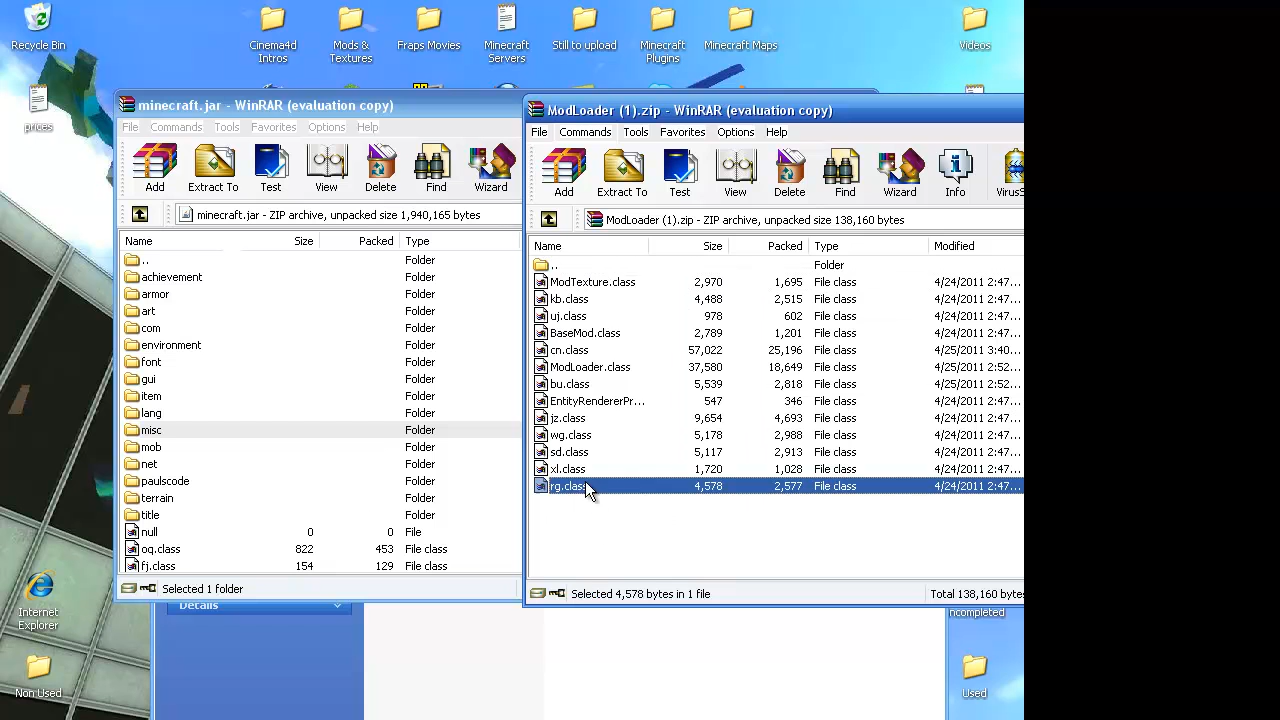 Recycle Bin
Cinema4d
Intros
Mods &
Textures
Fraps Movies
Minecraft
Servers
Still to upload
Minecraft
Plugins
Minecraft Maps
Videos
prices
minecraft.jar - WinRAR (evaluation copy)
File Commands Tools Favorites Options Help
Add Extract To Test View Delete Find Wizard
minecraft.jar - ZIP archive, unpacked size 1,940,165 bytes
Name Size Packed Type
.. Folder
achievement Folder
armor Folder
art Folder
com Folder
environment Folder
font Folder
gui Folder
item Folder
lang Folder
misc Folder
mob Folder
net Folder
paulscode Folder
terrain Folder
title Folder
null 0 0 File
oq.class 822 453 File class
fj.class 154 129 File class
Selected 1 folder
ModLoader (1).zip - WinRAR (evaluation copy)
File Commands Tools Favorites Options Help
Add Extract To Test View Delete Find Wizard Info VirusS
ModLoader (1).zip - ZIP archive, unpacked size 138,160 bytes
Name Size Packed Type Modified
.. Folder
ModTexture.class 2,970 1,695 File class 4/24/2011 2:47...
kb.class 4,488 2,515 File class 4/24/2011 2:47...
uj.class 978 602 File class 4/24/2011 2:47...
BaseMod.class 2,789 1,201 File class 4/24/2011 2:47...
cn.class 57,022 25,196 File class 4/25/2011 3:40...
ModLoader.class 37,580 18,649 File class 4/25/2011 2:52...
bu.class 5,539 2,818 File class 4/24/2011 2:47...
EntityRendererPr... 547 346 File class 4/24/2011 2:47...
jz.class 9,654 4,693 File class 4/24/2011 2:47...
wg.class 5,178 2,988 File class 4/24/2011 2:47...
sd.class 5,117 2,913 File class 4/24/2011 2:47...
xl.class 1,720 1,028 File class 4/24/2011 2:47...
rg.class 4,578 2,577 File class 4/24/2011 2:47...
Selected 4,578 bytes in 1 file Total 138,160 bytes
Details
Internet
Explorer
Non Used
ncompleted
Used